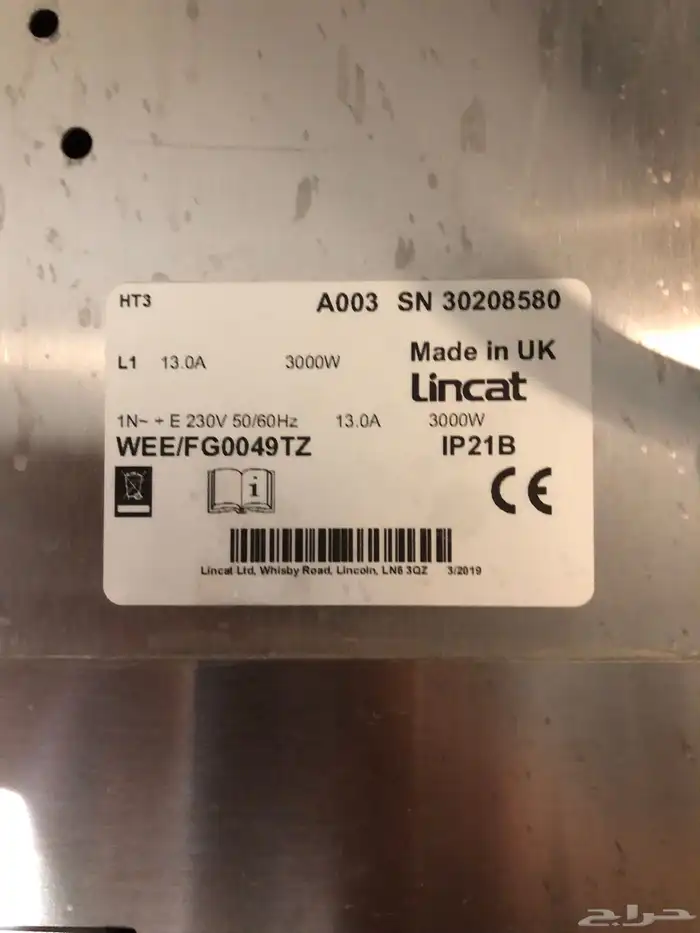 HT3 A003 SN 30208580
L1 13.0A 3000W Made in UK
Lincat
1N~ + E 230V 50/60Hz 13.0A 3000W
WEE/FG0049TZ IP21B
i CE
Lincat Ltd, Whisby Road, Lincoln, LN6 3QZ 3/2019
حراج